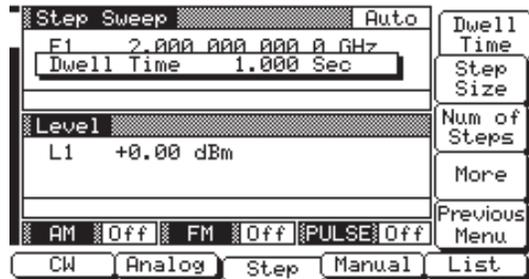 Step Sweep Auto
F1 2.000 000 000 0 GHz
Dwell Time 1.000 Sec
Level
L1 +0.00 dBm
AM Off FM Off PULSE Off
Dwell
Time
Step
Size
Num of
Steps
More
Previous
Menu
CW Analog Step Manual List